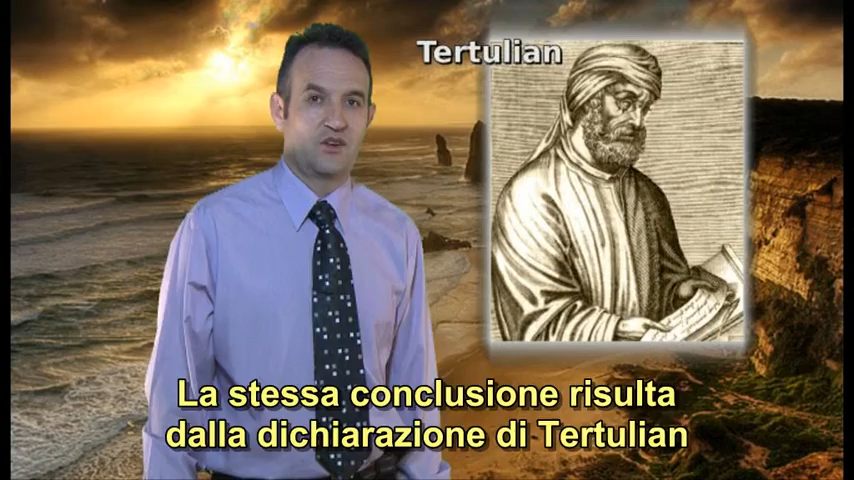 Tertulian
La stessa conclusione risulta
dalla dichiarazione di Tertulian